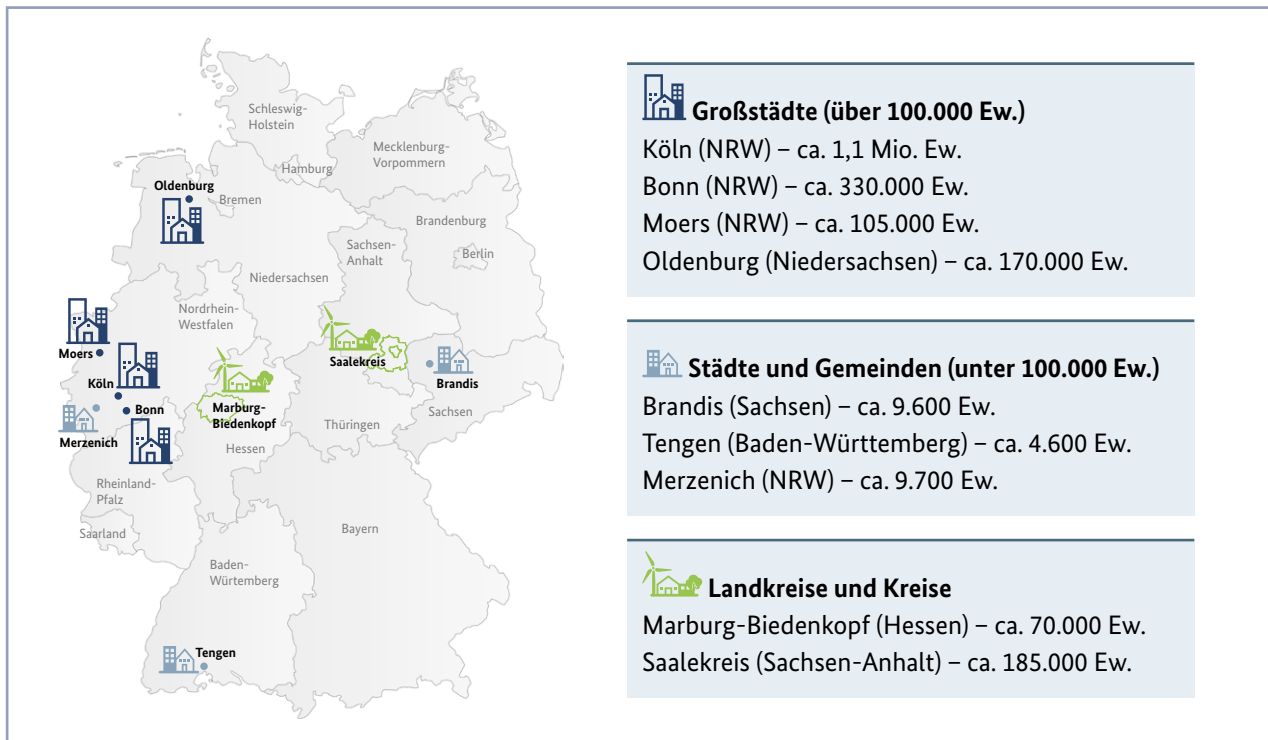 Schleswig-
Holstein
Mecklenburg-
Vorpommern
Hamburg
Oldenburg
Bremen
Brandenburg
Sachsen-
Anhalt
Berlin
Niedersachsen
Nordrhein-
Westfalen
Moers
Saalekreis
Brandis
Köln
Bonn
Marburg-
Biedenkopf
Merzenich
Sachsen
Thüringen
Hessen
Rheinland-
Pfalz
Saarland
Bayern
Baden-
Würtemberg
Tengen
Großstädte (über 100.000 Ew.)
Köln (NRW) – ca. 1,1 Mio. Ew.
Bonn (NRW) – ca. 330.000 Ew.
Moers (NRW) – ca. 105.000 Ew.
Oldenburg (Niedersachsen) – ca. 170.000 Ew.
Städte und Gemeinden (unter 100.000 Ew.)
Brandis (Sachsen) – ca. 9.600 Ew.
Tengen (Baden-Württemberg) – ca. 4.600 Ew.
Merzenich (NRW) – ca. 9.700 Ew.
Landkreise und Kreise
Marburg-Biedenkopf (Hessen) – ca. 70.000 Ew.
Saalekreis (Sachsen-Anhalt) – ca. 185.000 Ew.